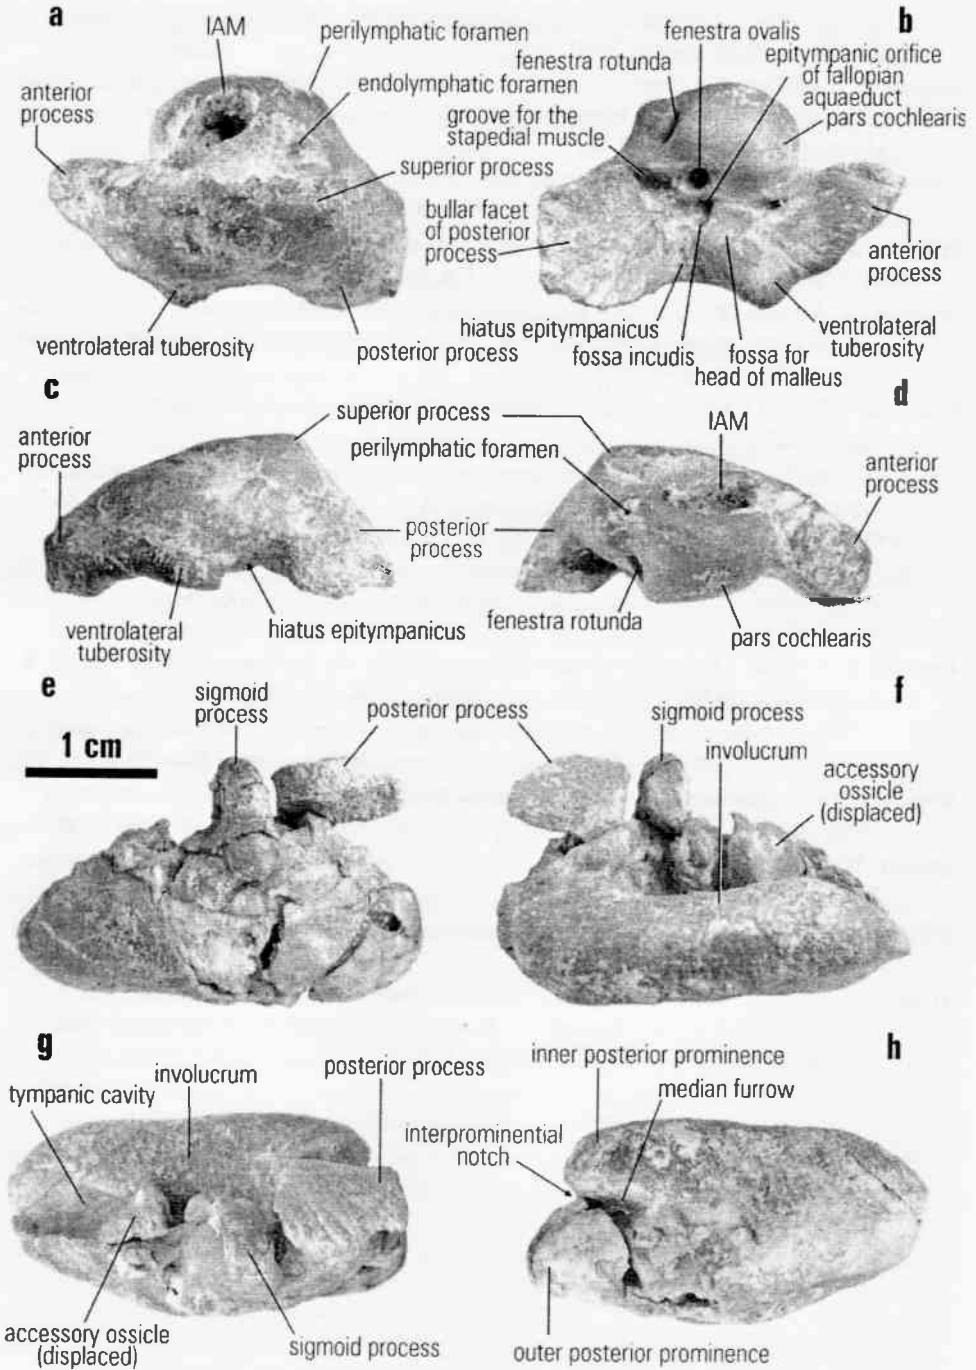 a
IAM
perilymphatic foramen
endolymphatic foramen
anterior
process
superior process
ventrolateral tuberosity
posterior process
b
fenestra ovalis
fenestra rotunda
epitympanic orifice
of fallopian
aquaeduct
groove for the
stapedial muscle
pars cochlearis
bullar facet
of posterior
process
anterior
process
hiatus epitympanicus
fossa incudis
fossa for
head of malleus
ventrolateral
tuberosity
c
superior process
anterior
process
posterior
process
ventrolateral
tuberosity
hiatus epitympanicus
d
IAM
perilymphatic foramen
anterior
process
fenestra rotunda
pars cochlearis
e
sigmoid
process
posterior process
1 cm
f
sigmoid process
involucrum
accessory
ossicle
(displaced)
g
involucrum
posterior process
tympanic cavity
accessory ossicle
(displaced)
sigmoid process
h
inner posterior prominence
median furrow
interprominential
notch
outer posterior prominence